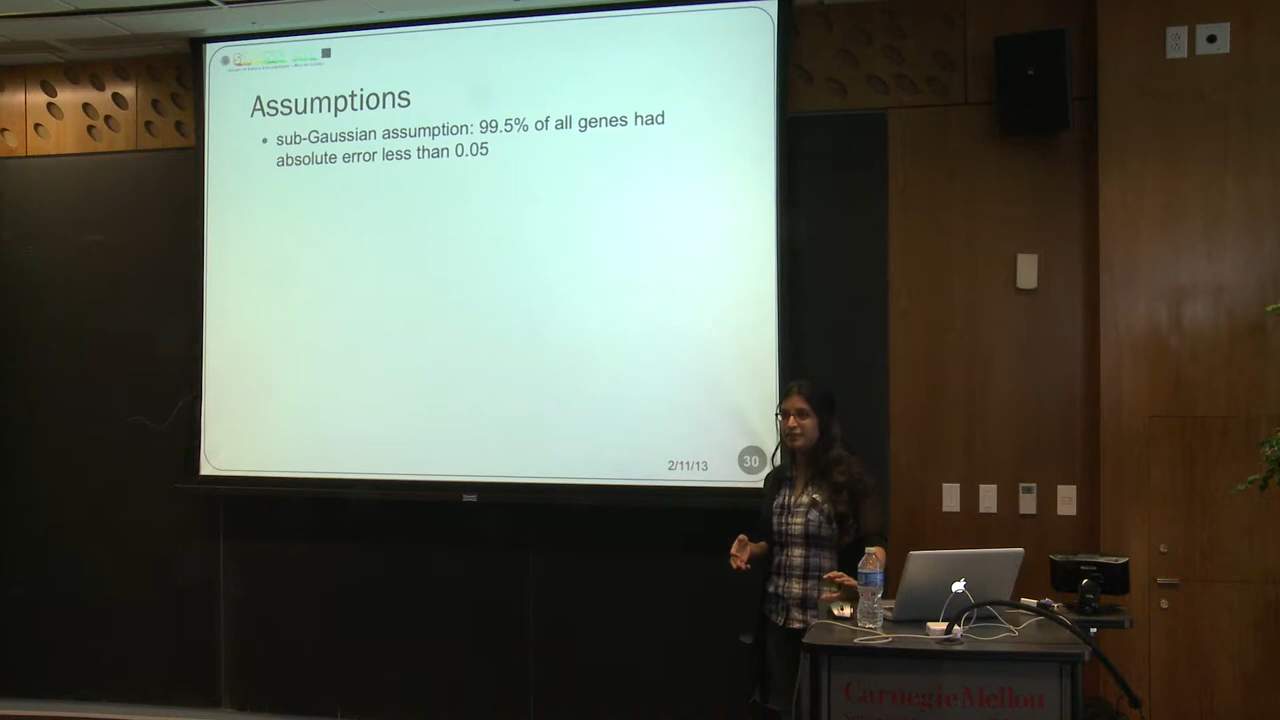 Assumptions
• sub-Gaussian assumption: 99.5% of all genes had
absolute error less than 0.05
2/11/13
30
Carnegie Mellon